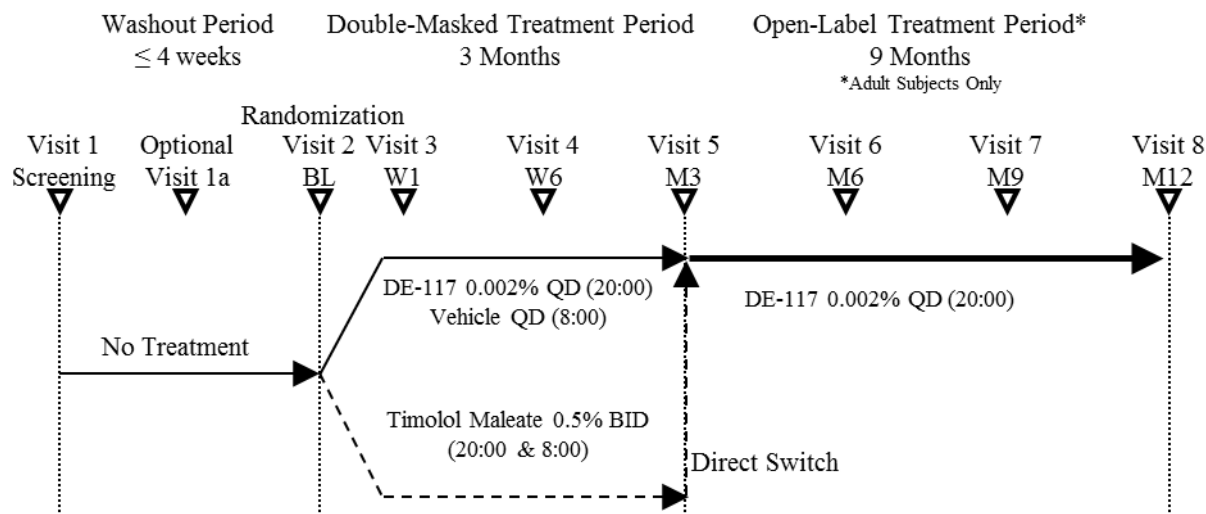 Washout Period
≤ 4 weeks
Double-Masked Treatment Period
3 Months
Open-Label Treatment Period*
9 Months
*Adult Subjects Only
Randomization
Visit 1
Screening
Optional
Visit 1a
Visit 2
BL
Visit 3
W1
Visit 4
W6
Visit 5
M3
Visit 6
M6
Visit 7
M9
Visit 8
M12
No Treatment
DE-117 0.002% QD (20:00)
Vehicle QD (8:00)
DE-117 0.002% QD (20:00)
Timolol Maleate 0.5% BID
(20:00 & 8:00)
Direct Switch